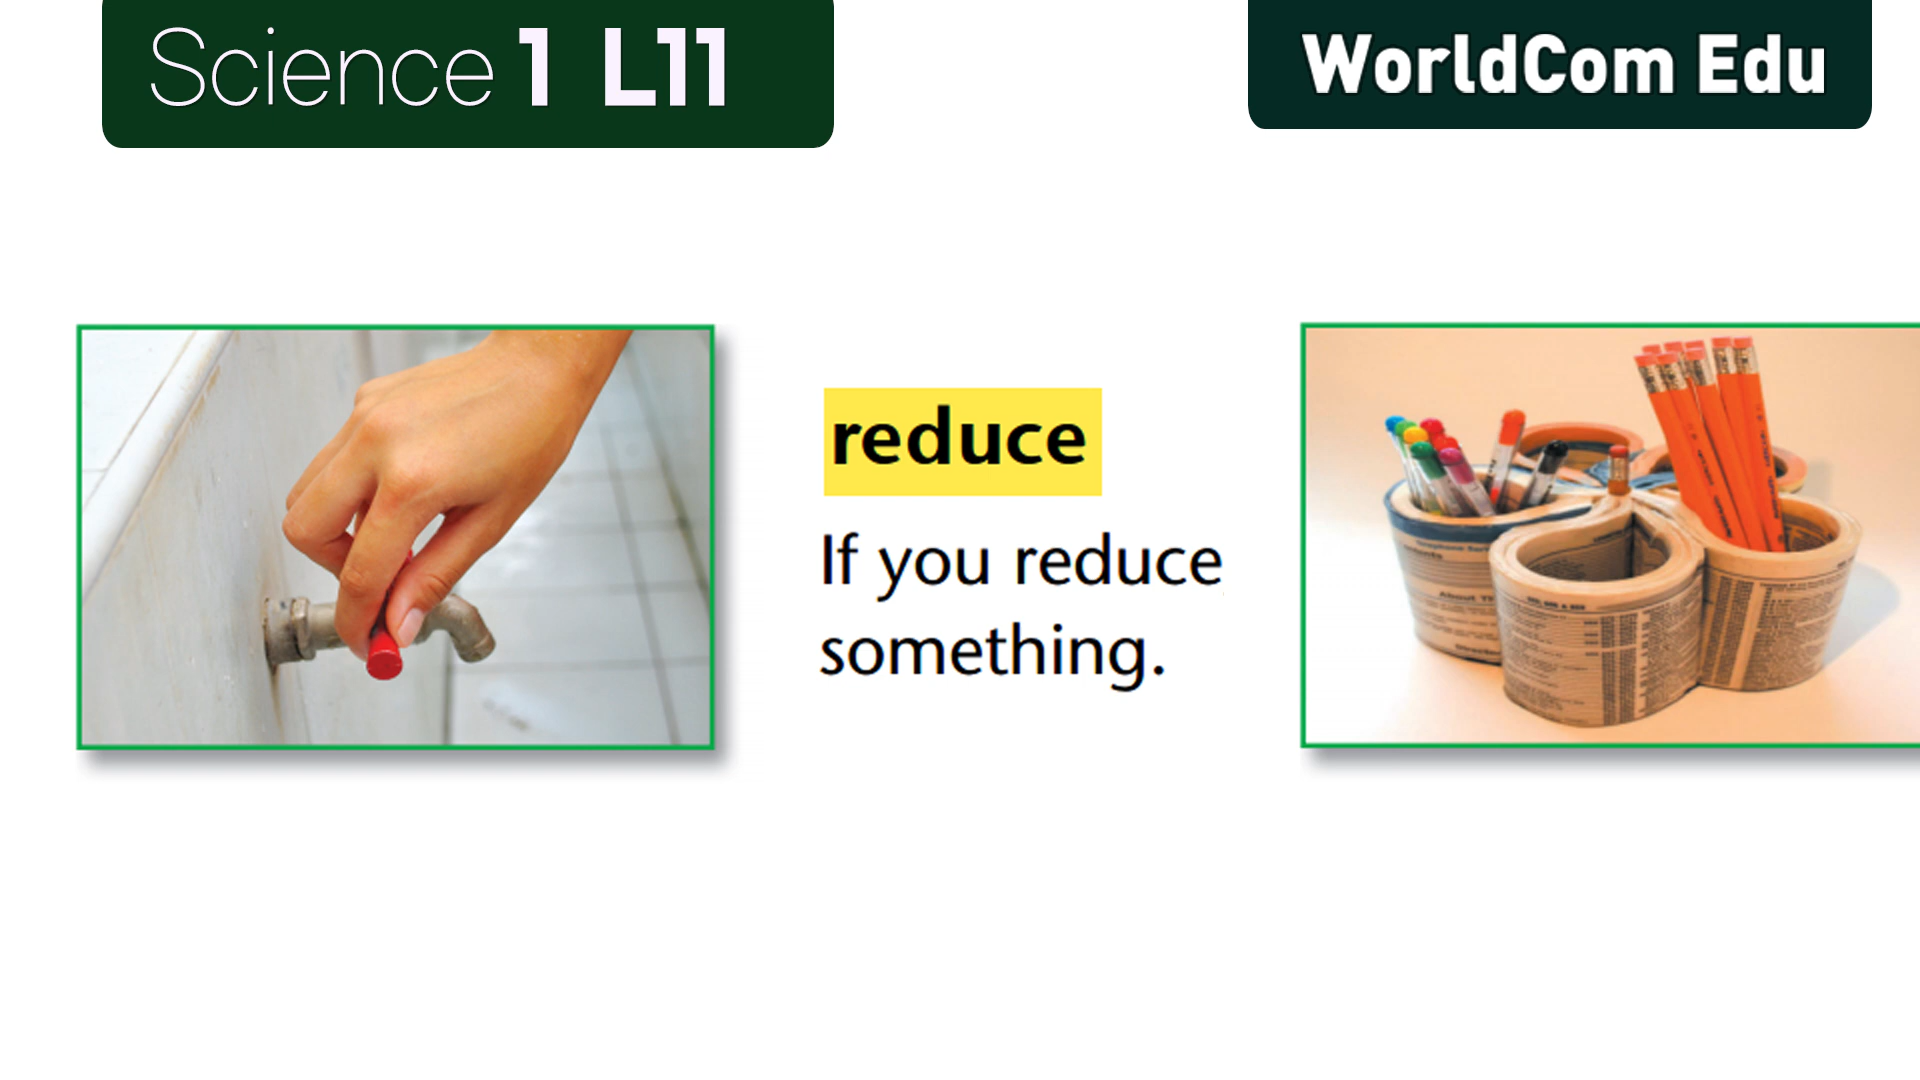 Science 1 L11
WorldCom Edu
reduce
If you reduce
something.